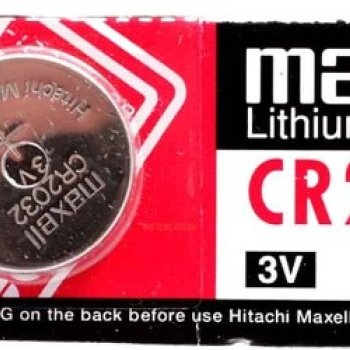 ma
Lithium
CR2
3V
Hitachi M
3V
CR2032
maxell
G on the back before use Hitachi Maxell